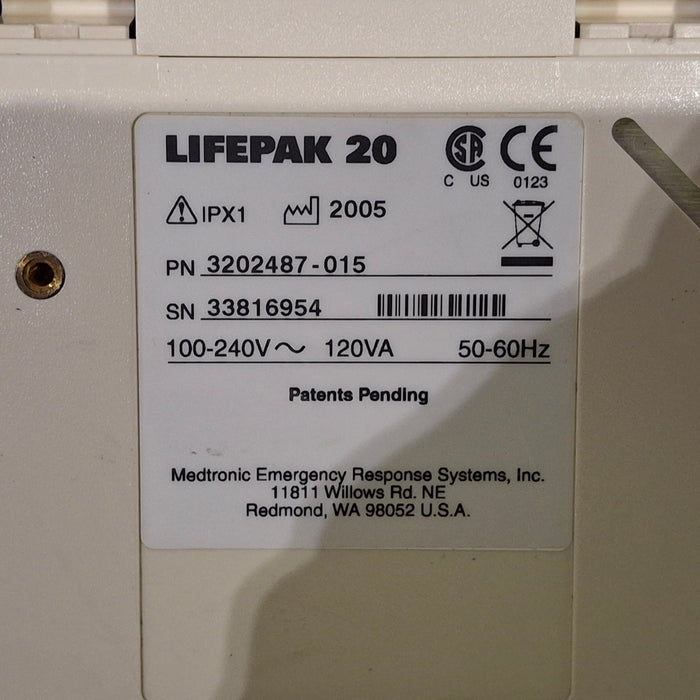 LIFEPAK 20
C US 0123
IPX1 2005
PN 3202487-015
SN 33816954
100-240V~ 120VA 50-60Hz
Patents Pending
Medtronic Emergency Response Systems, Inc.
11811 Willows Rd. NE
Redmond, WA 98052 U.S.A.